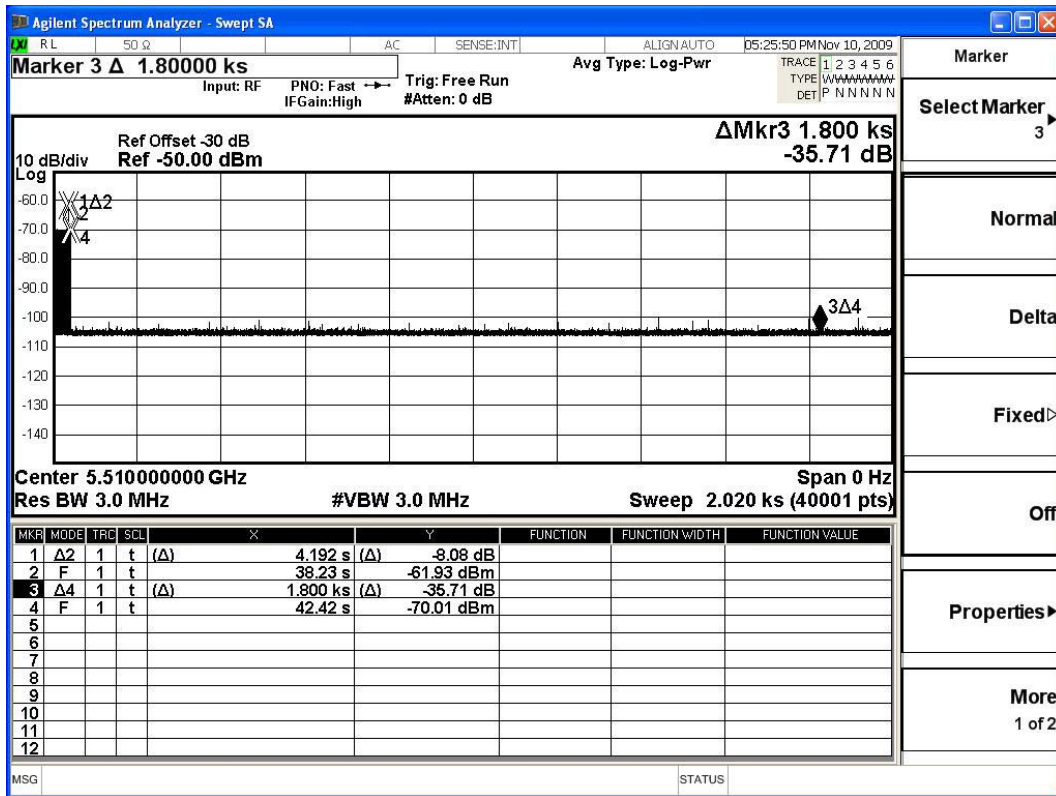 Agilent Spectrum Analyzer - Swept SA
LXI RL 50 Ω AC SENSE:INT ALIGN AUTO 05:25:50 PM Nov 10, 2009
Marker 3 Δ 1.80000 ks
Input: RF PNO: Fast Trig: Free Run Avg Type: Log-Pwr TRACE 1 2 3 4 5 6
IFGain:High #Atten: 0 dB TYPE WWWWWW
DET P N N N N N
Ref Offset -30 dB ΔMkr3 1.800 ks
10 dB/div Ref -50.00 dBm -35.71 dB
Log
-60.0
-70.0
-80.0
-90.0
-100
-110
-120
-130
-140
1Δ2
2
4
3Δ4
Center 5.510000000 GHz Span 0 Hz
Res BW 3.0 MHz #VBW 3.0 MHz Sweep 2.020 ks (40001 pts)
MKR MODE TRC SCL X Y FUNCTION FUNCTION WIDTH FUNCTION VALUE
1 Δ2 1 t (Δ) 4.192 s (Δ) -8.08 dB
2 F 1 t 38.23 s -61.93 dBm
3 Δ4 1 t (Δ) 1.800 ks (Δ) -35.71 dB
4 F 1 t 42.42 s -70.01 dBm
5
6
7
8
9
10
11
12
MSG STATUS
Marker
Select Marker
3
Normal
Delta
Fixed
Off
Properties
More
1 of 2